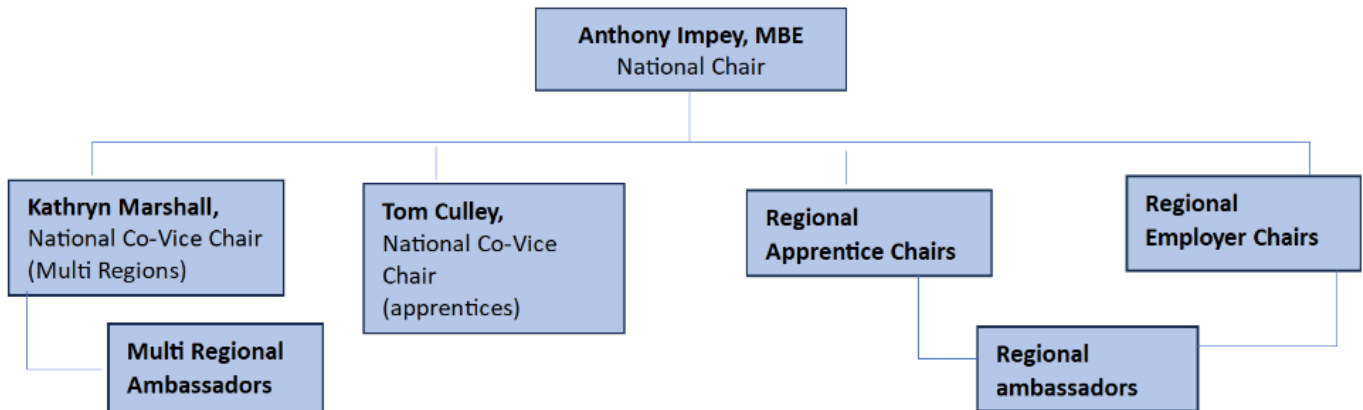 Anthony Impey, MBE
National Chair
Kathryn Marshall,
National Co-Vice Chair
(Multi Regions)
Tom Culley,
National Co-Vice
Chair
(apprentices)
Regional
Apprentice Chairs
Regional
Employer Chairs
Multi Regional
Ambassadors
Regional
ambassadors